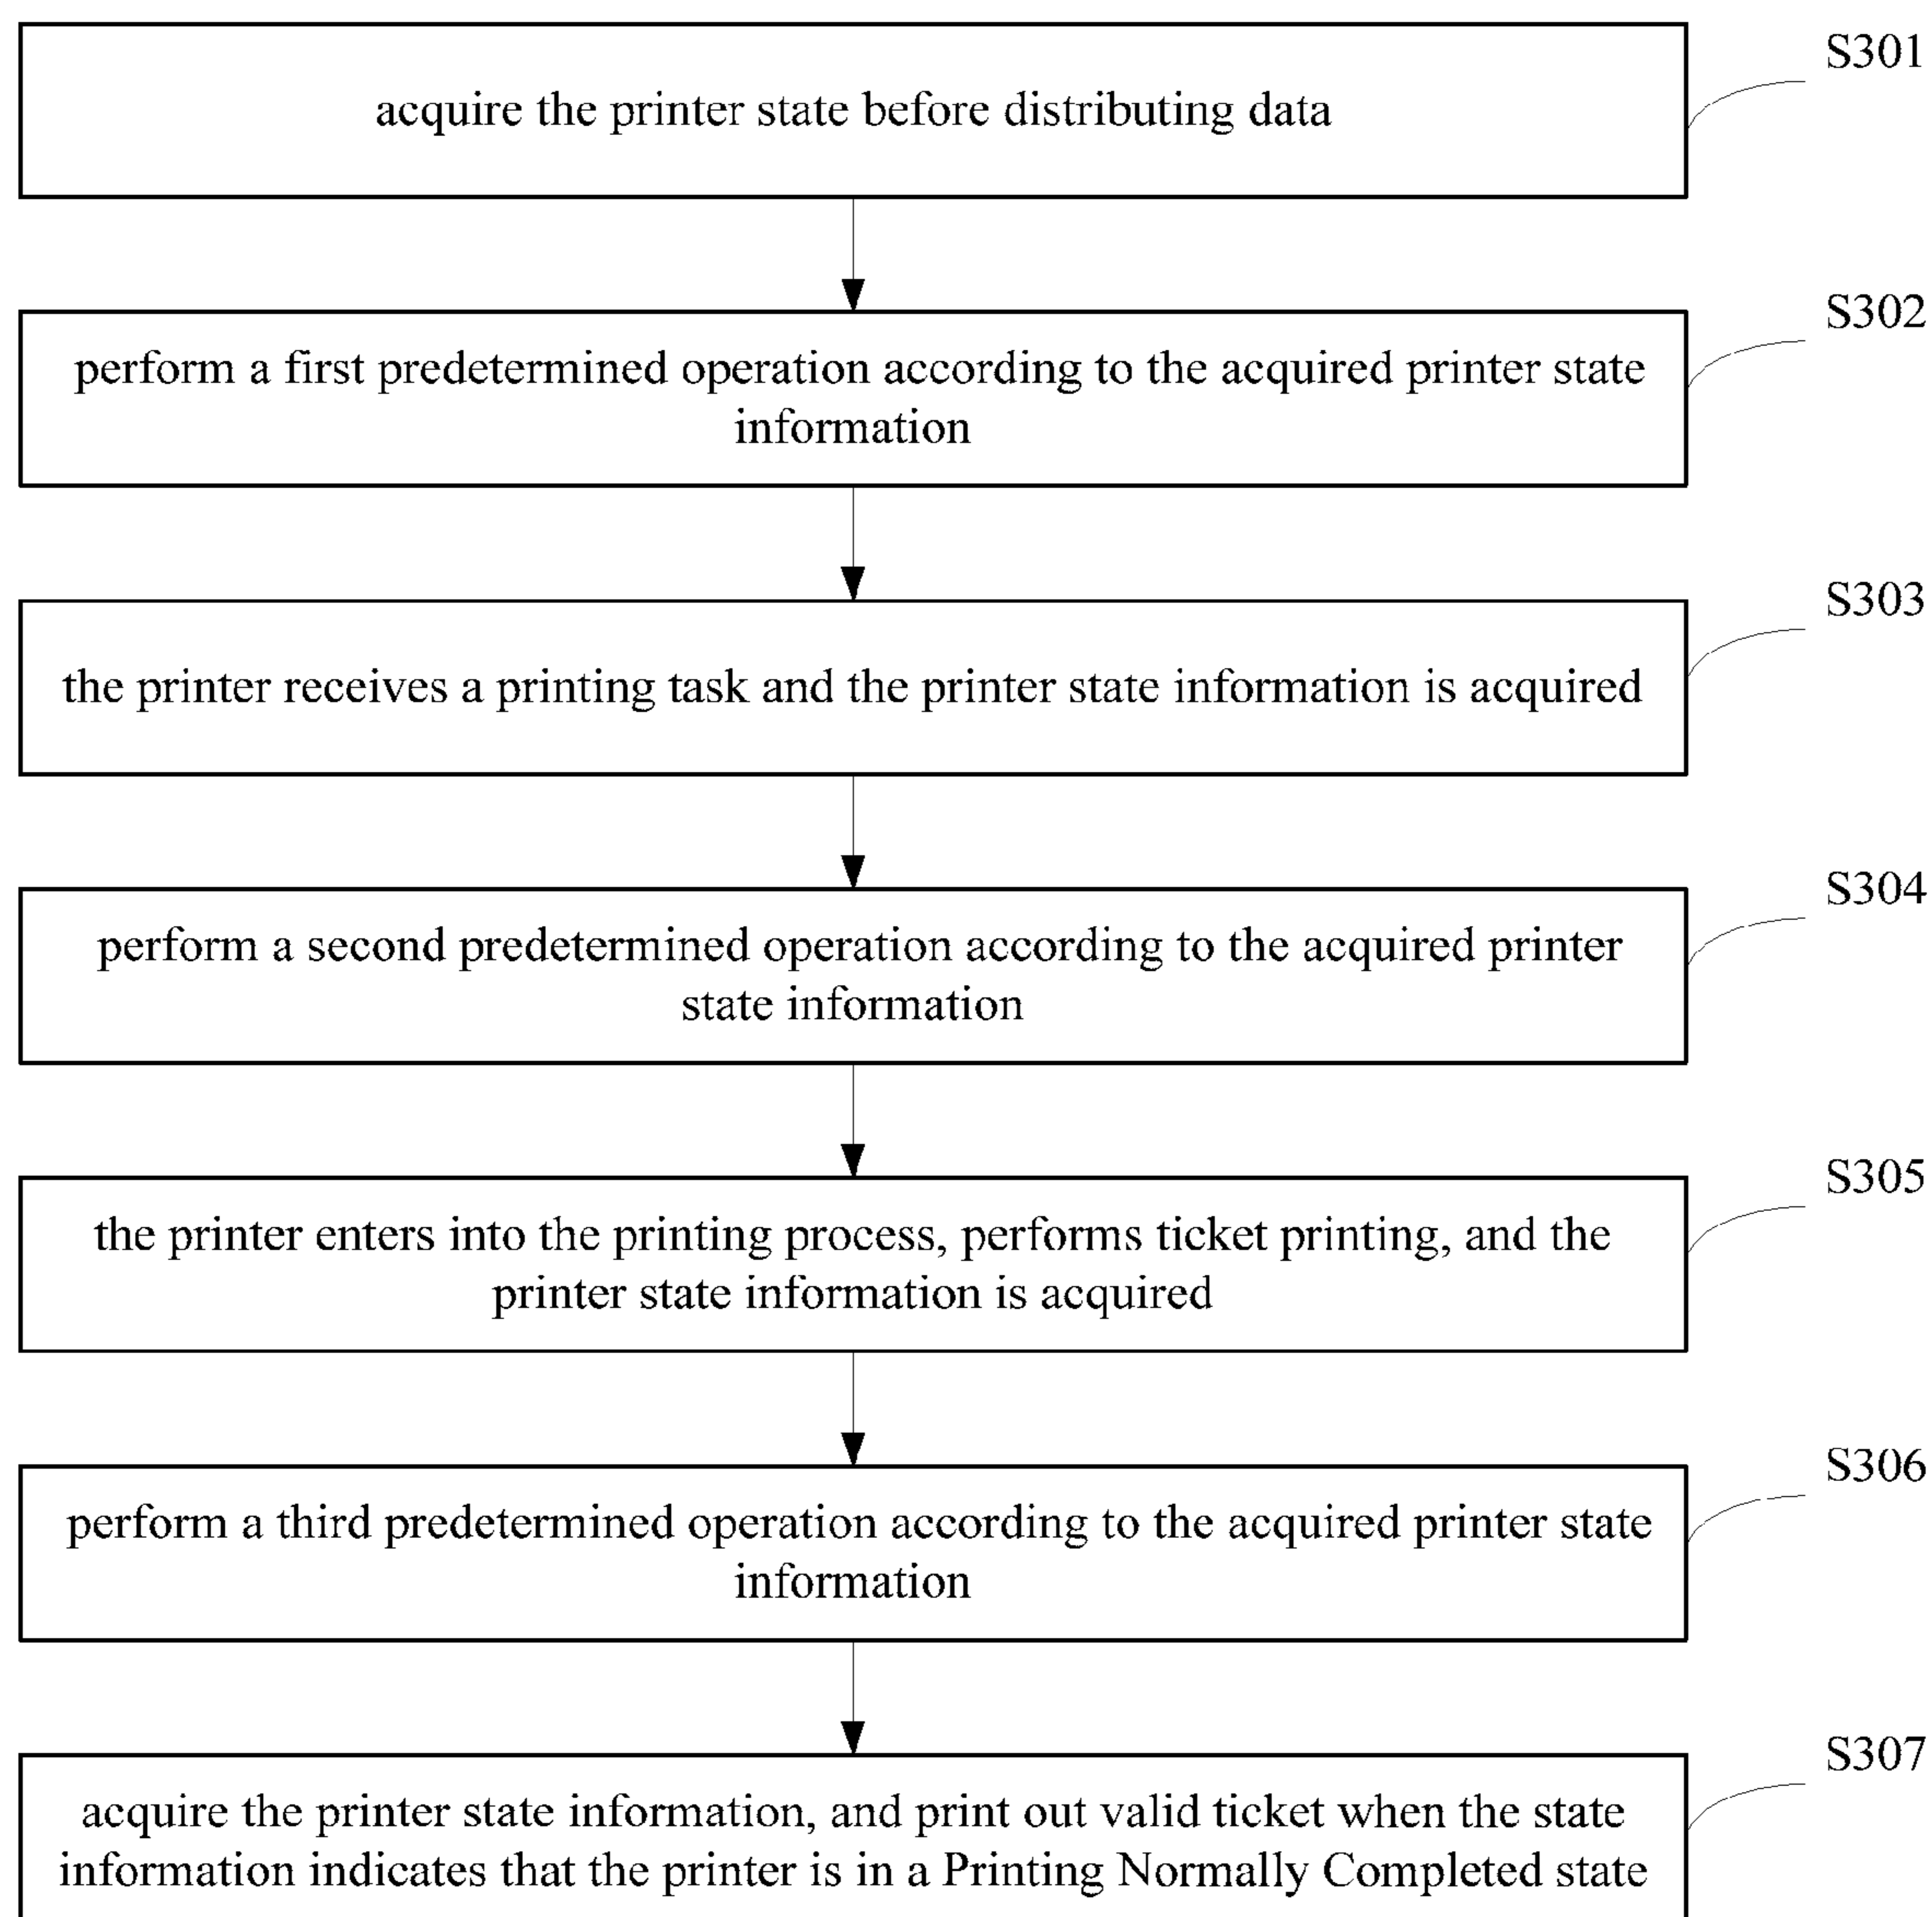 S301
acquire the printer state before distributing data
S302
perform a first predetermined operation according to the acquired printer state
information
S303
the printer receives a printing task and the printer state information is acquired
S304
perform a second predetermined operation according to the acquired printer
state information
S305
the printer enters into the printing process, performs ticket printing, and the
printer state information is acquired
S306
perform a third predetermined operation according to the acquired printer state
information
S307
acquire the printer state information, and print out valid ticket when the state
information indicates that the printer is in a Printing Normally Completed state